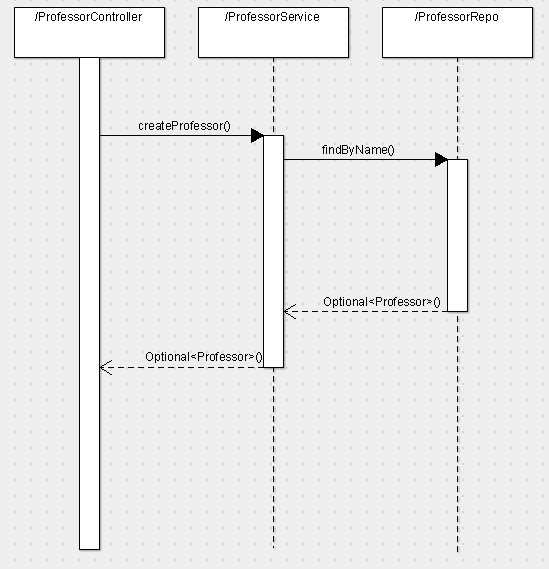 /ProfessorController
/ProfessorService
/ProfessorRepo
createProfessor()
findByName()
Optional<Professor>()
Optional<Professor>()